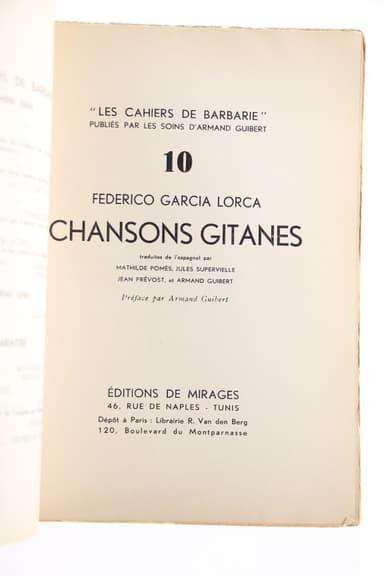 "LES CAHIERS DE BARBARIE"
PUBLIÉS PAR LES SOINS D'ARMAND GUIBERT
10
FEDERICO GARCIA LORCA
CHANSONS GITANES
traduites de l'espagnol par
MATHILDE POMÈS, JULES SUPERVIELLE
JEAN PRÉVOST, et ARMAND GUIBERT
Préface par Armand Guibert
ÉDITIONS DE MIRAGES
46, RUE DE NAPLES - TUNIS
Dépôt à Paris : Librairie R. Van den Berg
120, Boulevard du Montparnasse